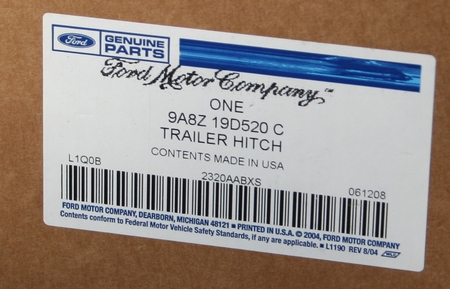 Ford
GENUINE
PARTS
Ford Motor Company
ONE
9A8Z 19D520 C
TRAILER HITCH
CONTENTS MADE IN USA
L1Q0B
2320AABXS
061208
FORD MOTOR COMPANY, DEARBORN, MICHIGAN 48121 • PRINTED IN U.S.A. • © 2004, FORD MOTOR COMPANY
Contents conform to Federal Motor Vehicle Safety Standards, if any are applicable. • L1190 REV 8/04